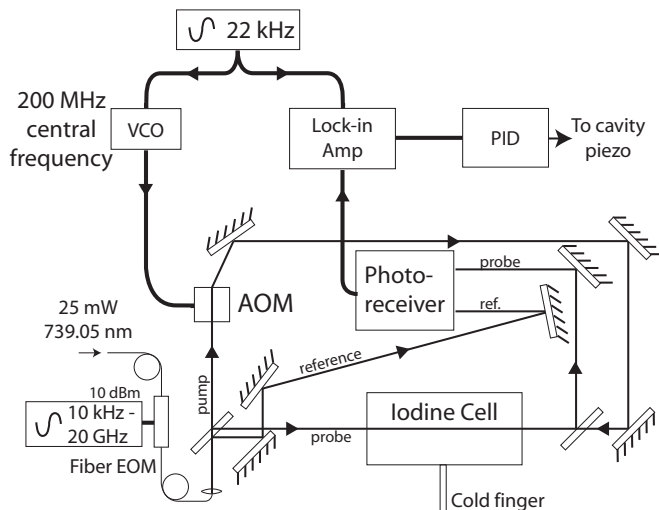 22 kHz
200 MHz
central
frequency
VCO
Lock-in
Amp
PID
To cavity
piezo
Photo-
receiver
probe
ref.
AOM
25 mW
739.05 nm
reference
pump
10 dBm
10 kHz -
20 GHz
Fiber EOM
probe
Iodine Cell
Cold finger